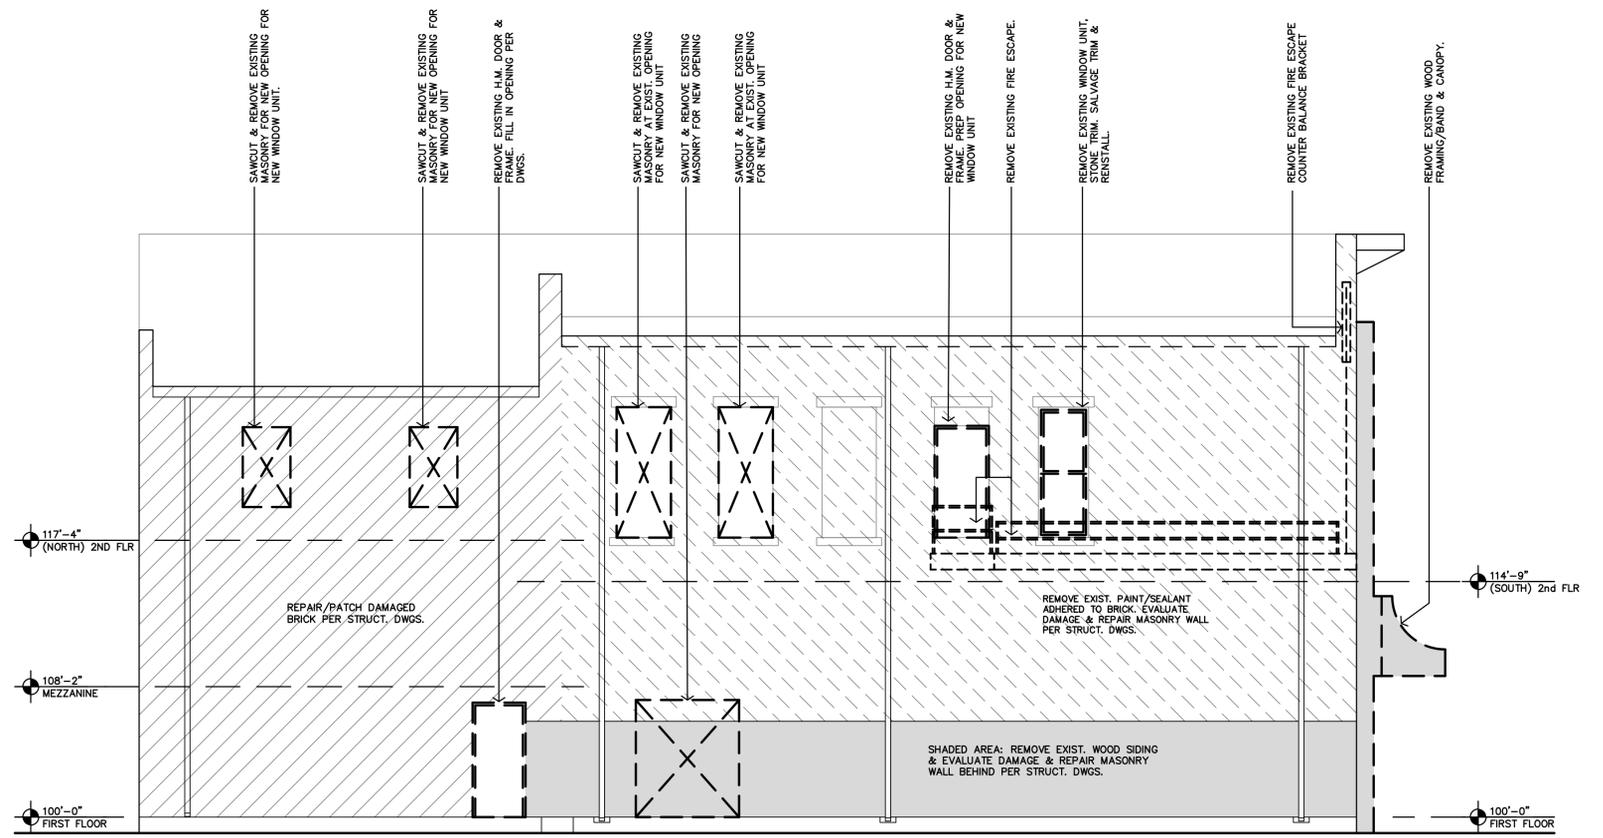 SAWCUT & REMOVE EXISTING
MASONRY FOR NEW OPENING FOR
NEW WINDOW UNIT.
SAWCUT & REMOVE EXISTING
MASONRY FOR NEW OPENING FOR
NEW WINDOW UNIT
REMOVE EXISTING H.M. DOOR &
FRAME. FILL IN OPENING PER
DWGS.
SAWCUT & REMOVE EXISTING
MASONRY AT EXIST. OPENING
FOR NEW WINDOW UNIT
SAWCUT & REMOVE EXISTING
MASONRY FOR NEW OPENING
SAWCUT & REMOVE EXISTING
MASONRY AT EXIST. OPENING
FOR NEW WINDOW UNIT
REMOVE EXISTING H.M. DOOR &
FRAME. PREP OPENING FOR NEW
WINDOW UNIT
REMOVE EXISTING FIRE ESCAPE.
REMOVE EXISTING WINDOW UNIT,
STONE TRIM. SALVAGE TRIM &
REINSTALL.
REMOVE EXISTING FIRE ESCAPE
COUNTER BALANCE BRACKET
REMOVE EXISTING WOOD
FRAMING/BAND & CANOPY.
117'-4"
(NORTH) 2ND FLR
114'-9"
(SOUTH) 2nd FLR
REPAIR/PATCH DAMAGED
BRICK PER STRUCT. DWGS.
REMOVE EXIST. PAINT/SEALANT
ADHERED TO BRICK. EVALUATE
DAMAGE & REPAIR MASONRY WALL
PER STRUCT. DWGS.
108'-2"
MEZZANINE
SHADED AREA: REMOVE EXIST. WOOD SIDING
& EVALUATE DAMAGE & REPAIR MASONRY
WALL BEHIND PER STRUCT. DWGS.
100'-0"
FIRST FLOOR
100'-0"
FIRST FLOOR